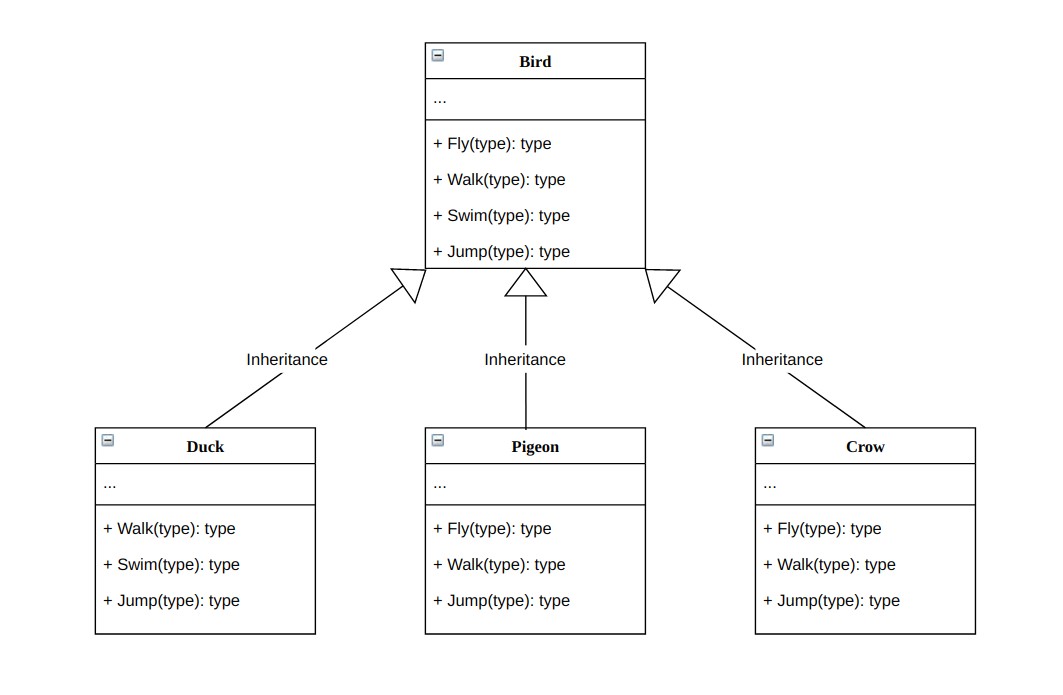 Bird
...
+ Fly(type): type
+ Walk(type): type
+ Swim(type): type
+ Jump(type): type
Inheritance
Inheritance
Inheritance
Duck
...
+ Walk(type): type
+ Swim(type): type
+ Jump(type): type
Pigeon
...
+ Fly(type): type
+ Walk(type): type
+ Jump(type): type
Crow
...
+ Fly(type): type
+ Walk(type): type
+ Jump(type): type